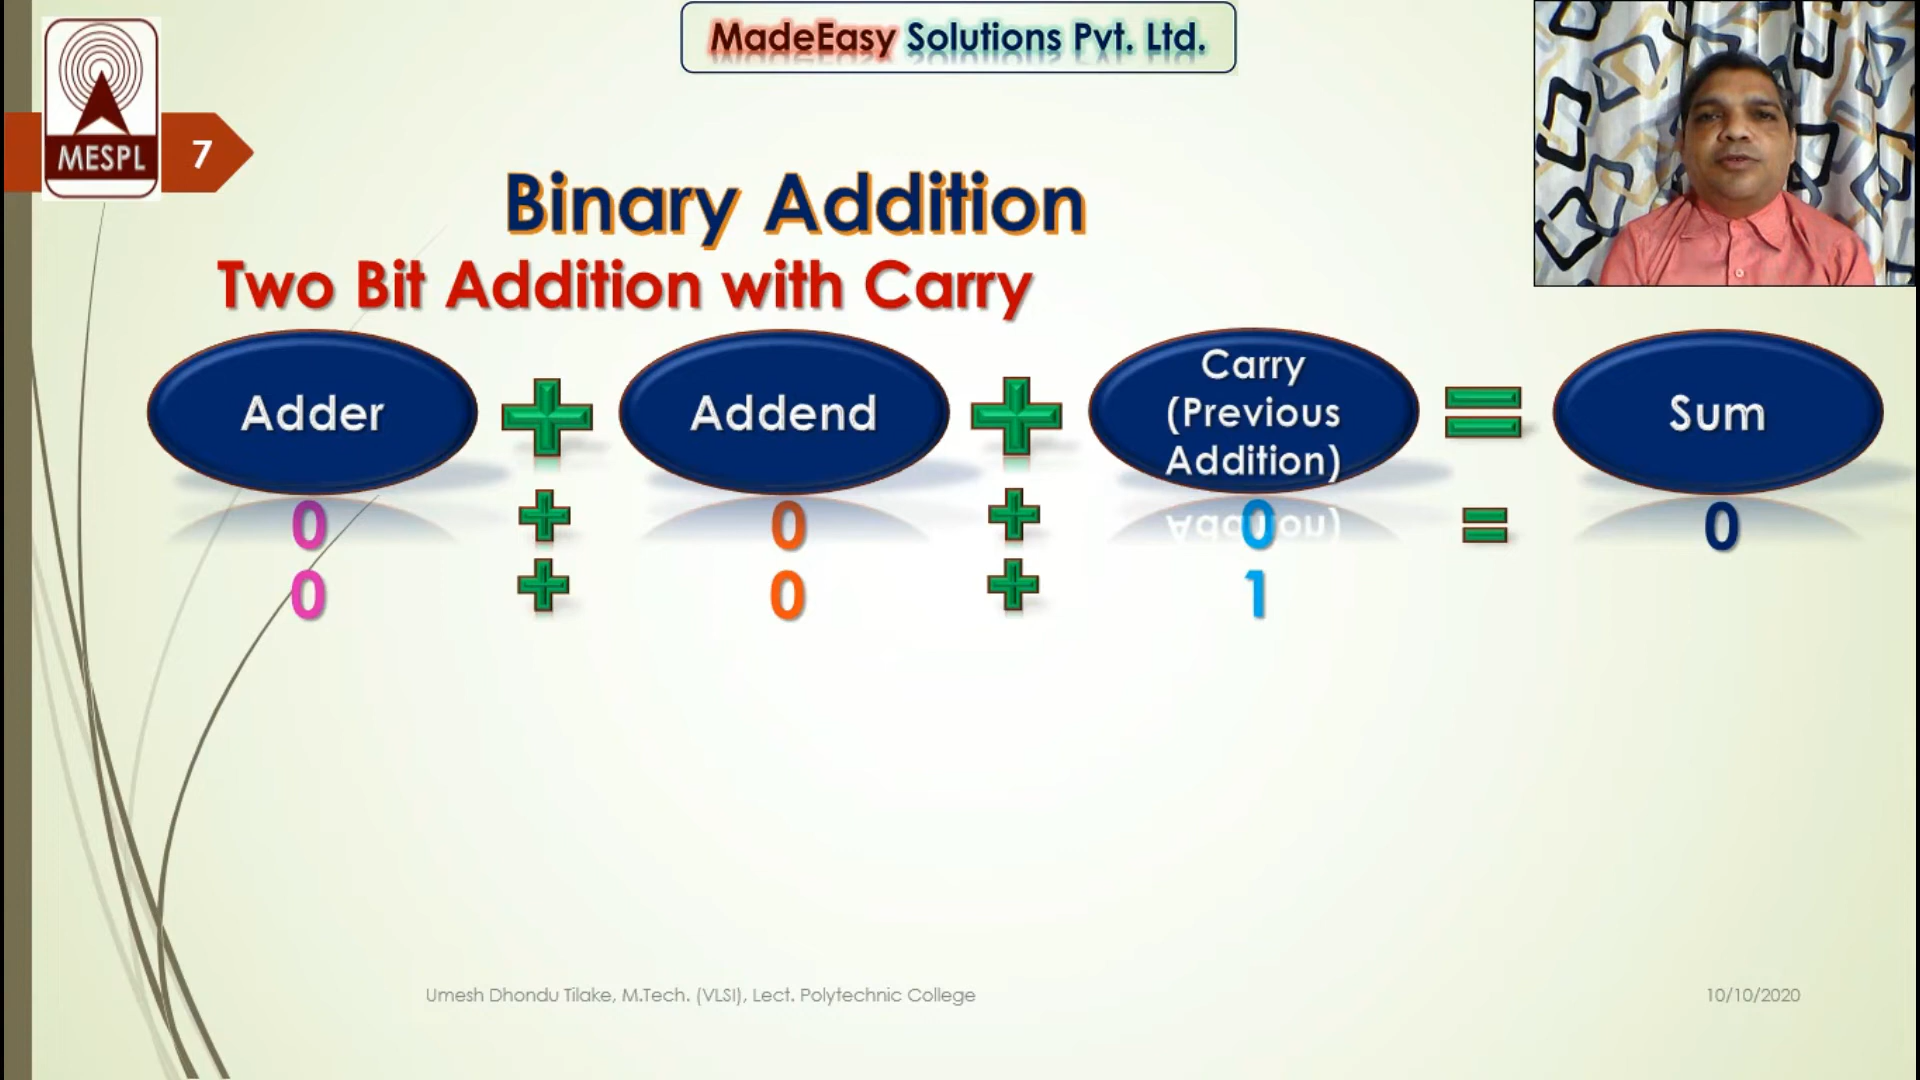 MadeEasy Solutions Pvt. Ltd.
MESPL
7
Binary Addition
Two Bit Addition with Carry
Adder
Addend
Carry
(Previous
Addition)
Sum
0 + 0 + 0 = 0
0 + 0 + 1
Umesh Dhondu Tilake, M.Tech. (VLSI), Lect. Polytechnic College
10/10/2020